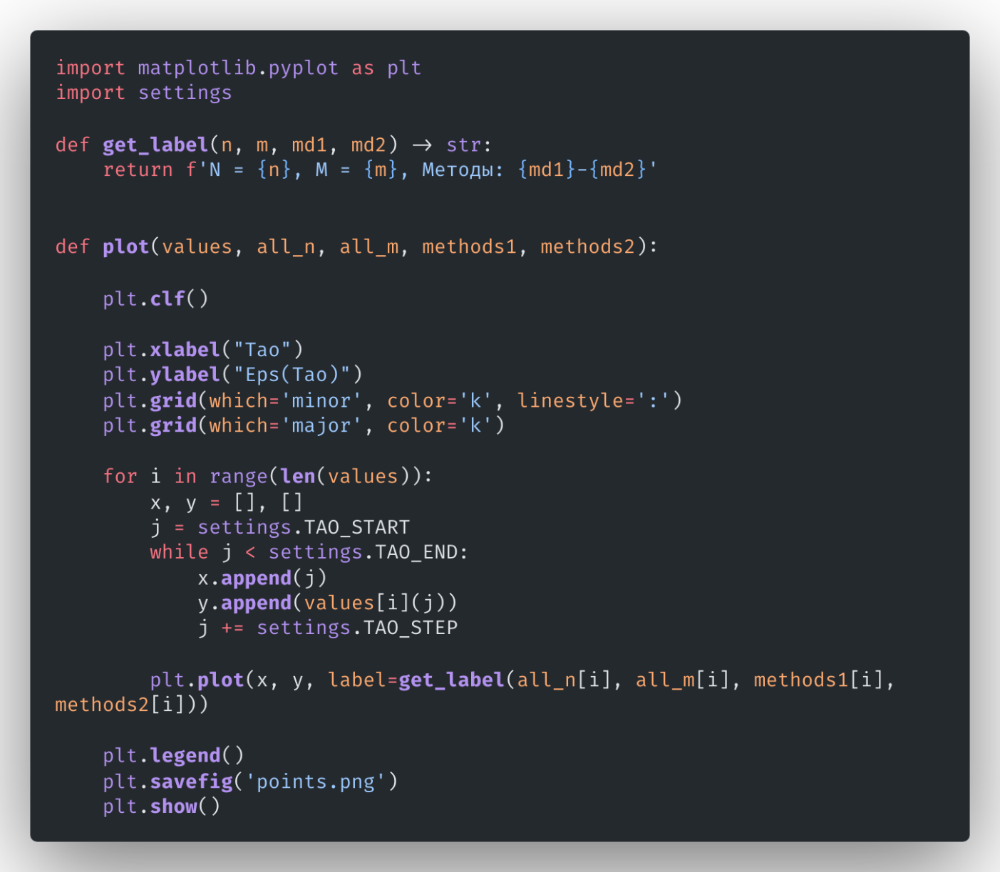 import matplotlib.pyplot as plt
import settings

def get_label(n, m, md1, md2) -> str:
    return f'N = {n}, M = {m}, Методы: {md1}-{md2}'


def plot(values, all_n, all_m, methods1, methods2):

    plt.clf()

    plt.xlabel("Tao")
    plt.ylabel("Eps(Tao)")
    plt.grid(which='minor', color='k', linestyle=':')
    plt.grid(which='major', color='k')

    for i in range(len(values)):
        x, y = [], []
        j = settings.TAO_START
        while j < settings.TAO_END:
            x.append(j)
            y.append(values[i](j))
            j += settings.TAO_STEP

        plt.plot(x, y, label=get_label(all_n[i], all_m[i], methods1[i],
methods2[i]))

    plt.legend()
    plt.savefig('points.png')
    plt.show()